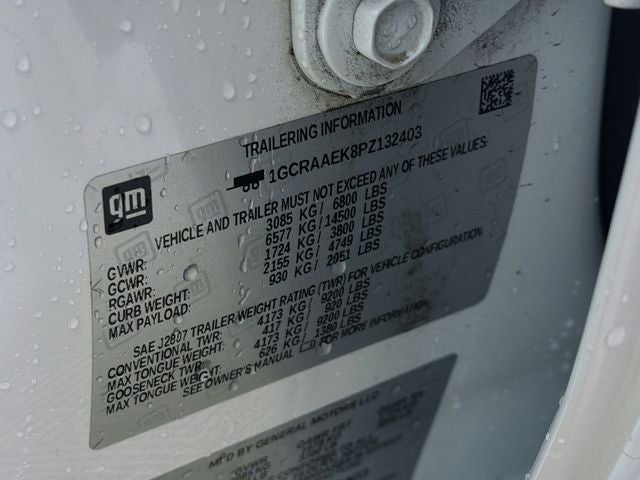 TRAILERING INFORMATION
1GCRAAEK8PZ132403
gm
VEHICLE AND TRAILER MUST NOT EXCEED ANY OF THESE VALUES:
GVWR: 3085 KG/ 6800 LBS
GCWR: 6577 KG/14500 LBS
RGAWR: 1724 KG/ 3800 LBS
CURB WEIGHT: 2155 KG/ 4749 LBS
MAX PAYLOAD: 930 KG/ 2051 LBS
SAE J2807 TRAILER WEIGHT RATING (TWR) FOR VEHICLE CONFIGURATION.
CONVENTIONAL TWR: 4173 KG/ 9200 LBS
MAX TONGUE WEIGHT: 417 KG/ 920 LBS
GOOSENECK TWR: 4173 KG/ 9200 LBS
MAX TONGUE WEIGHT: 626 KG/ 1380 LBS
SEE OWNER'S MANUAL FOR MORE INFORMATION.
MFD BY GENERAL MOTORS LLC
GVWR GAWR FRT